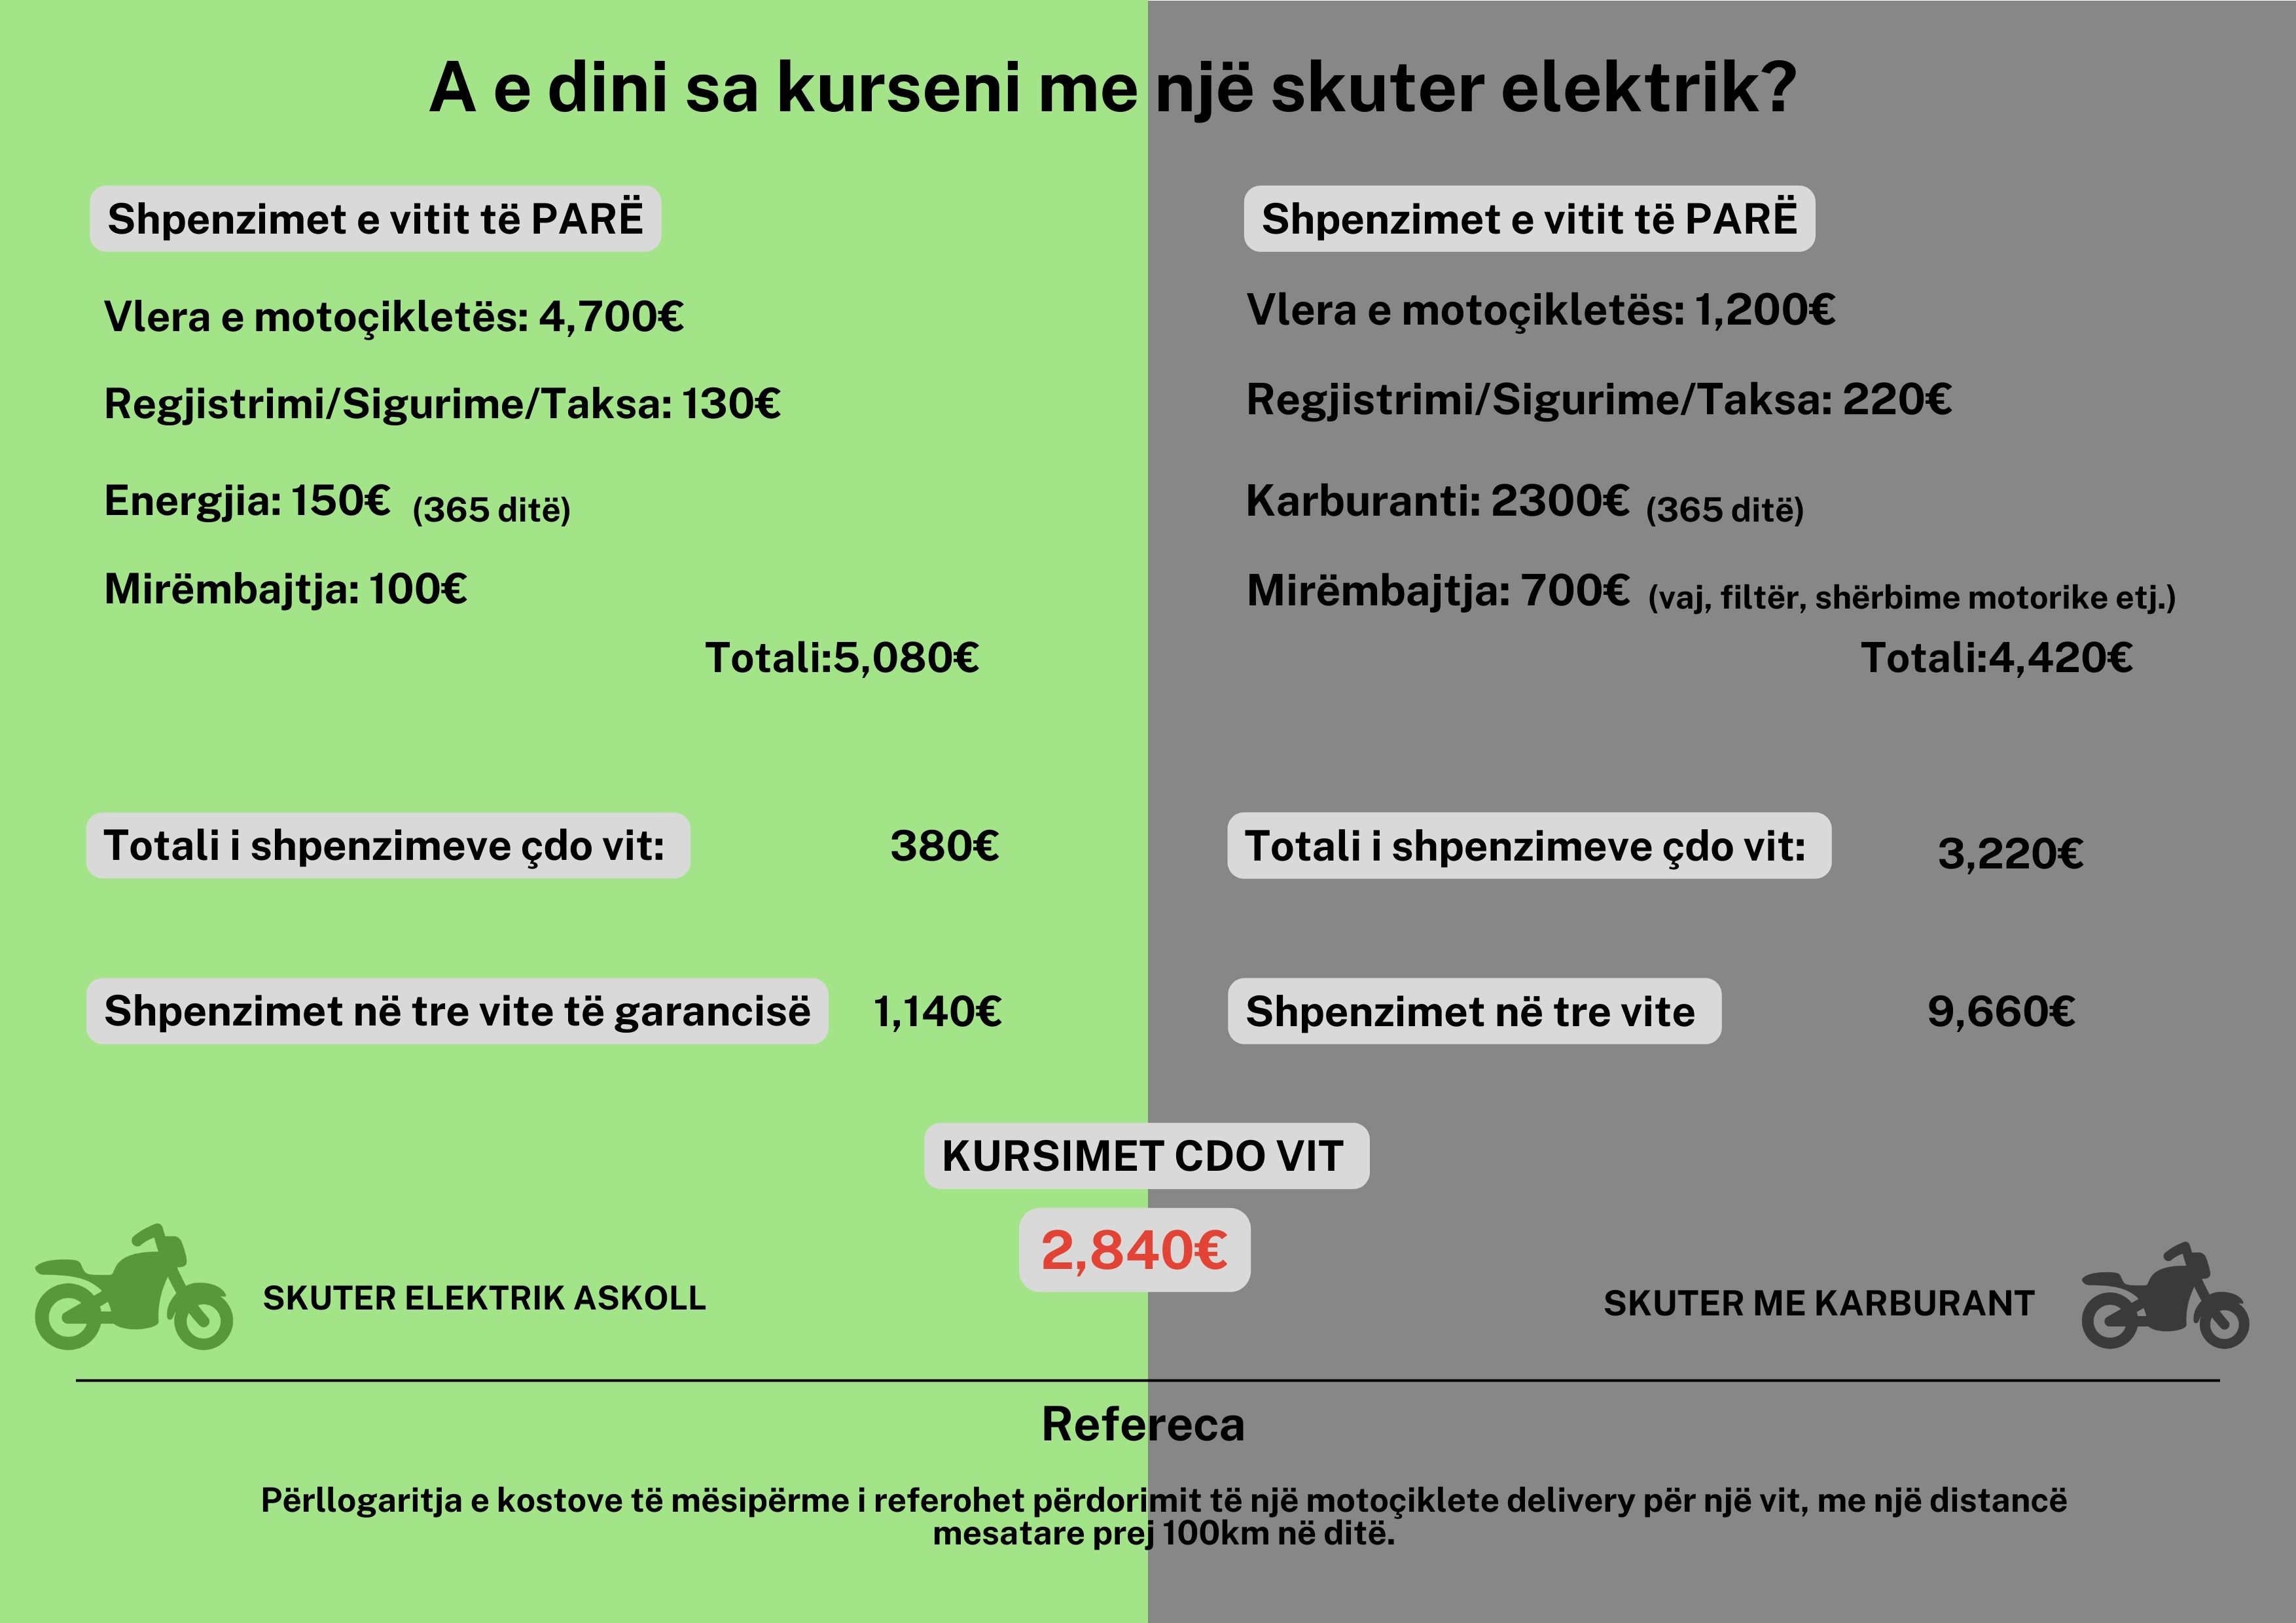 A e dini sa kurseni me një skuter elektrik?
Shpenzimet e vitit të PARË
Vlera e motoçikletës: 4,700€
Regjistrimi/Sigurime/Taksa: 130€
Energjia: 150€ (365 ditë)
Mirëmbajtja: 100€
Totali:5,080€
Totali i shpenzimeve çdo vit: 380€
Shpenzimet në tre vite të garancisë 1,140€
Shpenzimet e vitit të PARË
Vlera e motoçikletës: 1,200€
Regjistrimi/Sigurime/Taksa: 220€
Karburanti: 2300€ (365 ditë)
Mirëmbajtja: 700€ (vaj, filtër, shërbime motorike etj.)
Totali:4,420€
Totali i shpenzimeve çdo vit: 3,220€
Shpenzimet në tre vite 9,660€
KURSIMET CDO VIT
2,840€
SKUTER ELEKTRIK ASKOLL
SKUTER ME KARBURANT
Refereca
Përllogaritja e kostove të mësipërme i referohet përdorimit të një motoçiklete delivery për një vit, me një distancë
mesatare prej 100km në ditë.